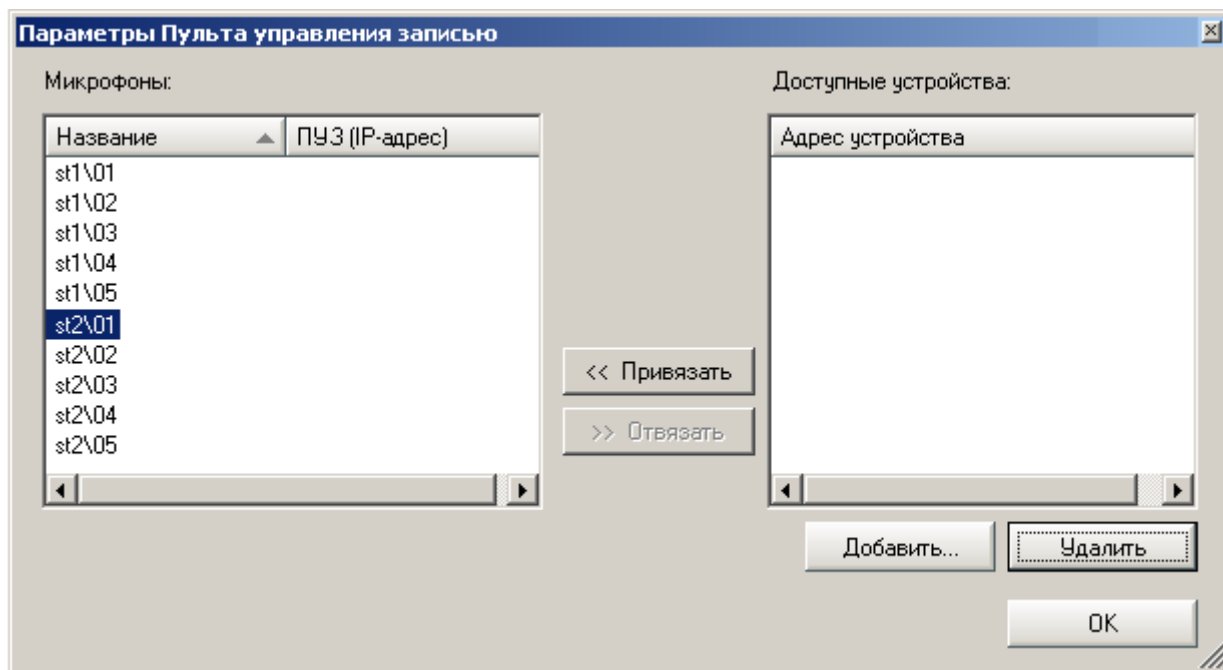 Параметры Пульта управления записью
Микрофоны:
Доступные устройства:
Название ПУЗ (IP-адрес)
Адрес устройства
st1\01
st1\02
st1\03
st1\04
st1\05
st2\01
st2\02
st2\03
st2\04
st2\05
<< Привязать
>> Отвязать
Добавить...
Удалить
OK